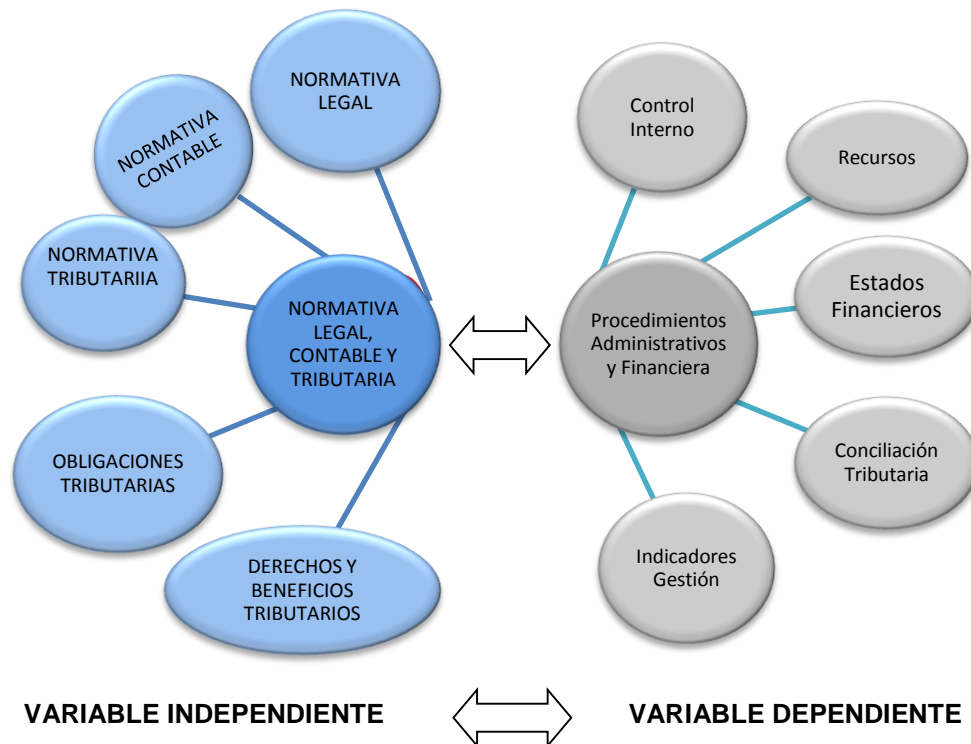 NORMATIVA
LEGAL
NORMATIVA
CONTABLE
NORMATIVA
TRIBUTARIIA
NORMATIVA
LEGAL,
CONTABLE Y
TRIBUTARIA
OBLIGACIONES
TRIBUTARIAS
DERECHOS Y
BENEFICIOS
TRIBUTARIOS
Control
Interno
Recursos
Estados
Financieros
Procedimientos
Administrativos
y Financiera
Conciliación
Tributaria
Indicadores
Gestión
VARIABLE INDEPENDIENTE
VARIABLE DEPENDIENTE